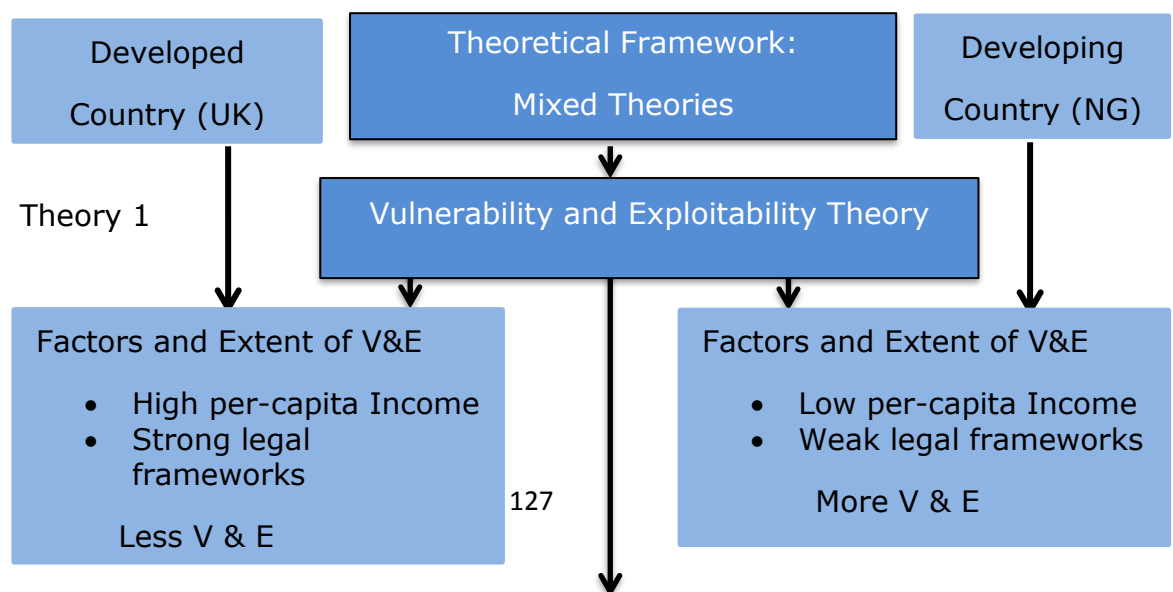 Developed
Country (UK)
Theoretical Framework:
Mixed Theories
Developing
Country (NG)
Theory 1
Vulnerability and Exploitability Theory
Factors and Extent of V&E
• High per-capita Income
• Strong legal
frameworks
Less V & E
Factors and Extent of V&E
• Low per-capita Income
• Weak legal frameworks
More V & E
127